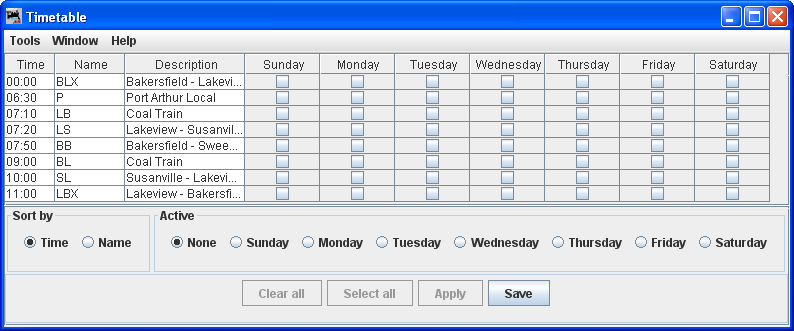 Timetable
Tools Window Help
Time Name Description Sunday Monday Tuesday Wednesday Thursday Friday Saturday
00:00 BLX Bakersfield - Lakevi...
06:30 P Port Arthur Local
07:10 LB Coal Train
07:20 LS Lakeview - Susanvil...
07:50 BB Bakersfield - Swee...
09:00 BL Coal Train
10:00 SL Susanville - Lakevi...
11:00 LBX Lakeview - Bakersfi...
Sort by Active
Time Name None Sunday Monday Tuesday Wednesday Thursday Friday Saturday
Clear all Select all Apply Save